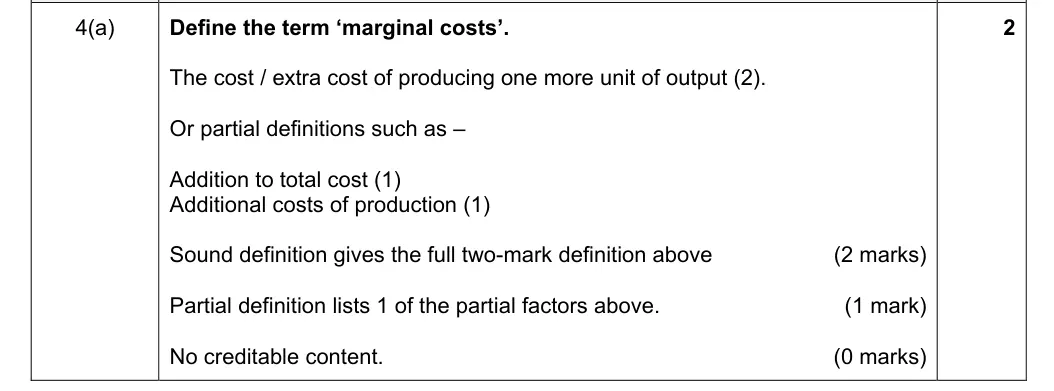 4(a) Define the term ‘marginal costs’. 2
The cost / extra cost of producing one more unit of output (2).
Or partial definitions such as –
Addition to total cost (1)
Additional costs of production (1)
Sound definition gives the full two-mark definition above (2 marks)
Partial definition lists 1 of the partial factors above. (1 mark)
No creditable content. (0 marks)